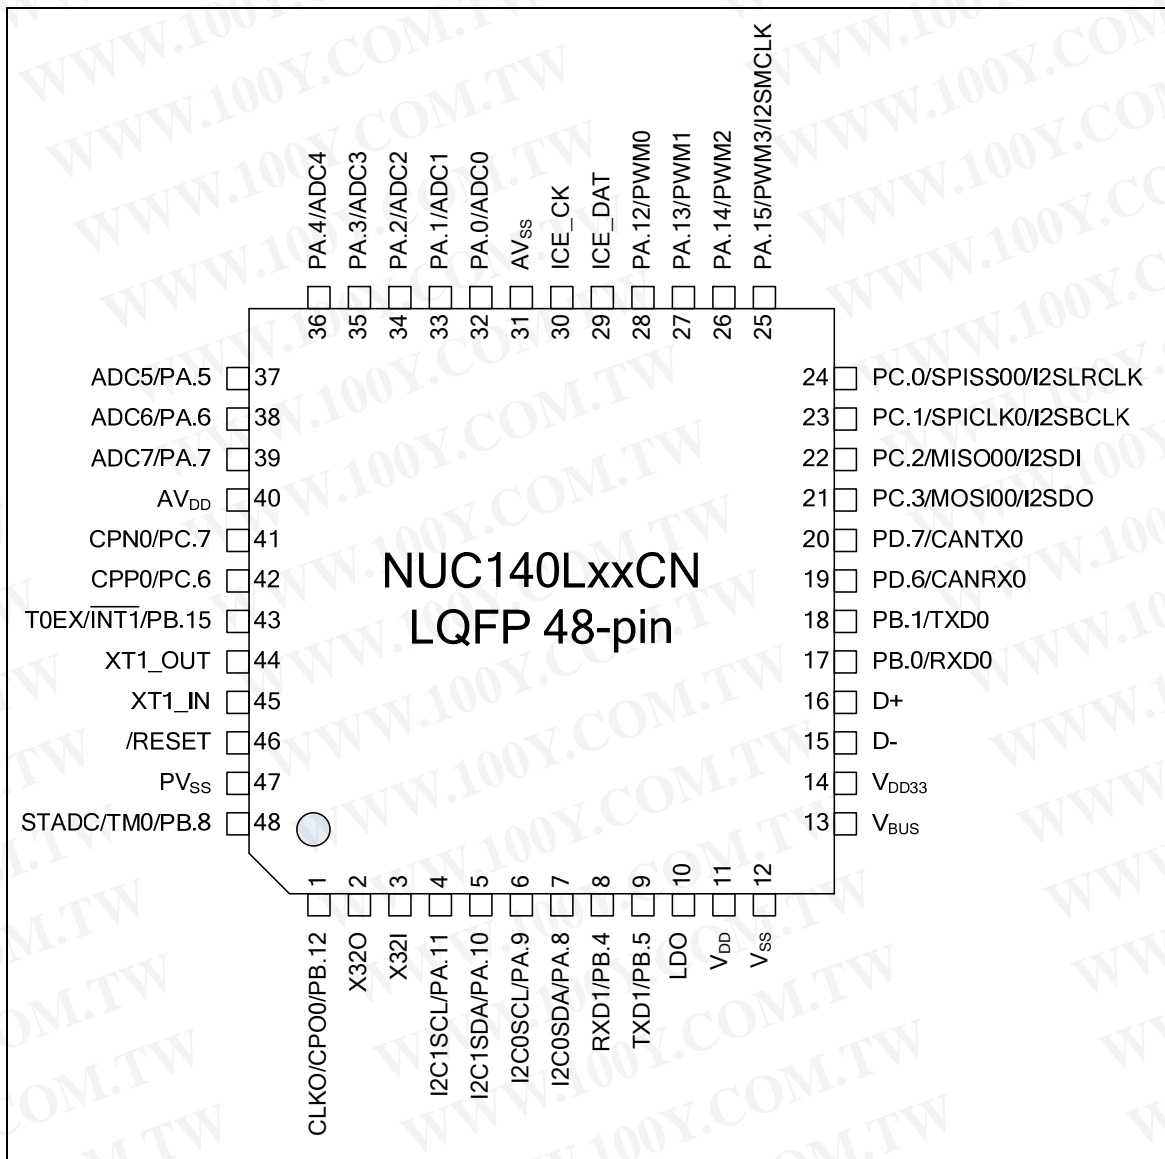 PA.4/ADC4
PA.3/ADC3
PA.2/ADC2
PA.1/ADC1
PA.0/ADC0
AVSS
ICE_CK
ICE_DAT
PA.12/PWM0
PA.13/PWM1
PA.14/PWM2
PA.15/PWM3/I2SMCLK
36
35
34
33
32
31
30
29
28
27
26
25
ADC5/PA.5 37
ADC6/PA.6 38
ADC7/PA.7 39
AVDD 40
CPN0/PC.7 41
CPP0/PC.6 42
T0EX/INT1/PB.15 43
XT1_OUT 44
XT1_IN 45
/RESET 46
PVSS 47
STADC/TM0/PB.8 48
NUC140LxxCN
LQFP 48-pin
24 PC.0/SPISS00/I2SLRCLK
23 PC.1/SPICLK0/I2SBCLK
22 PC.2/MISO00/I2SDI
21 PC.3/MOSI00/I2SDO
20 PD.7/CANTX0
19 PD.6/CANRX0
18 PB.1/TXD0
17 PB.0/RXD0
16 D+
15 D-
14 VDD33
13 VBUS
1
2
3
4
5
6
7
8
9
10
11
12
CLKO/CPO0/PB.12
X32O
X32I
I2C1SCL/PA.11
I2C1SDA/PA.10
I2C0SCL/PA.9
I2C0SDA/PA.8
RXD1/PB.4
TXD1/PB.5
LDO
VDD
VSS
WWW.100Y.COM.TW